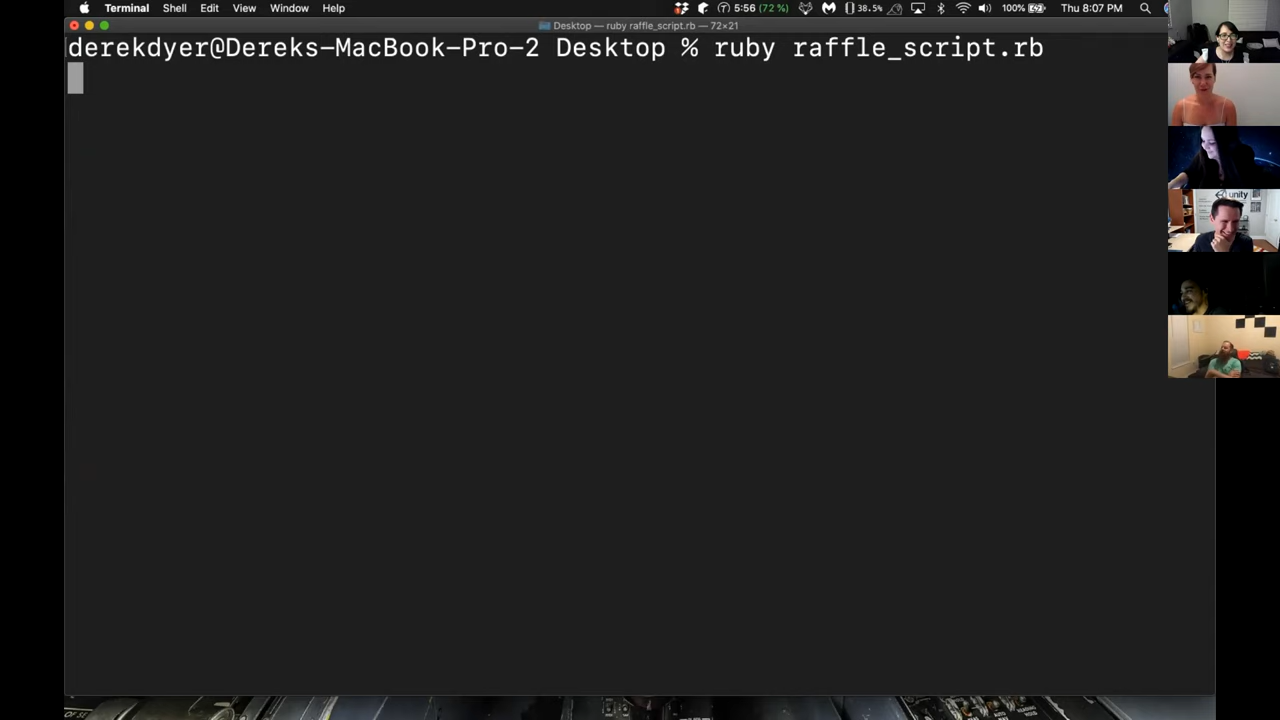 Terminal Shell Edit View Window Help 5:56 (72 %) 38.5% 100% Thu 8:07 PM
Desktop — ruby raffle_script.rb — 72×21
derekdyer@Dereks-MacBook-Pro-2 Desktop % ruby raffle_script.rb
unity